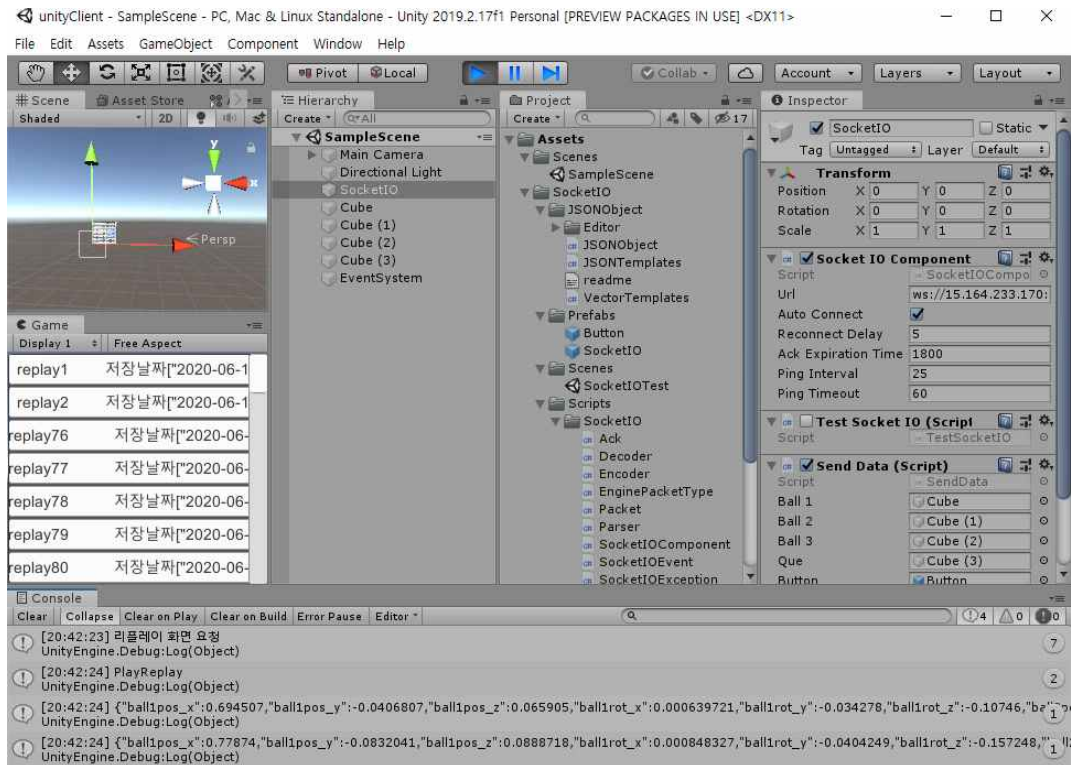 unityClient - SampleScene - PC, Mac & Linux Standalone - Unity 2019.2.17f1 Personal [PREVIEW PACKAGES IN USE] <DX11>
File Edit Assets GameObject Component Window Help
Pivot Local Collab Account Layers Layout
Scene Asset Store
Shaded 2D
y
x
Persp
Game
Display 1 Free Aspect
replay1 저장날짜["2020-06-1
replay2 저장날짜["2020-06-1
replay76 저장날짜["2020-06-
replay77 저장날짜["2020-06-
replay78 저장날짜["2020-06-
replay79 저장날짜["2020-06-
replay80 저장날짜["2020-06-
Hierarchy
Create All
SampleScene
Main Camera
Directional Light
SocketIO
Cube
Cube (1)
Cube (2)
Cube (3)
EventSystem
Project
Create 17
Assets
Scenes
SampleScene
SocketIO
JSONObject
Editor
JSONObject
JSONTemplates
readme
VectorTemplates
Prefabs
Button
SocketIO
Scenes
SocketIOTest
Scripts
SocketIO
Ack
Decoder
Encoder
EnginePacketType
Packet
Parser
SocketIOComponent
SocketIOEvent
SocketIOException
Inspector
SocketIO Static
Tag Untagged Layer Default
Transform
Position X 0 Y 0 Z 0
Rotation X 0 Y 0 Z 0
Scale X 1 Y 1 Z 1
Socket IO Component
Script SocketIOCompo
Url ws://15.164.233.170:
Auto Connect
Reconnect Delay 5
Ack Expiration Time 1800
Ping Interval 25
Ping Timeout 60
Test Socket IO (Script
Script TestSocketIO
Send Data (Script)
Script SendData
Ball 1 Cube
Ball 2 Cube (1)
Ball 3 Cube (2)
Que Cube (3)
Button Button
Console
Clear Collapse Clear on Play Clear on Build Error Pause Editor 4 0 0
[20:42:23] 리플레이 화면 요청
UnityEngine.Debug:Log(Object) 7
[20:42:24] PlayReplay
UnityEngine.Debug:Log(Object) 2
[20:42:24] {"ball1pos_x":0.694507,"ball1pos_y":-0.0406807,"ball1pos_z":0.065905,"ball1rot_x":0.000639721,"ball1rot_y":-0.034278,"ball1rot_z":-0.10746,
UnityEngine.Debug:Log(Object) 1
[20:42:24] {"ball1pos_x":0.77874,"ball1pos_y":-0.0832041,"ball1pos_z":0.0888718,"ball1rot_x":0.000848327,"ball1rot_y":-0.0404249,"ball1rot_z":-0.157248,
UnityEngine.Debug:Log(Object) 1